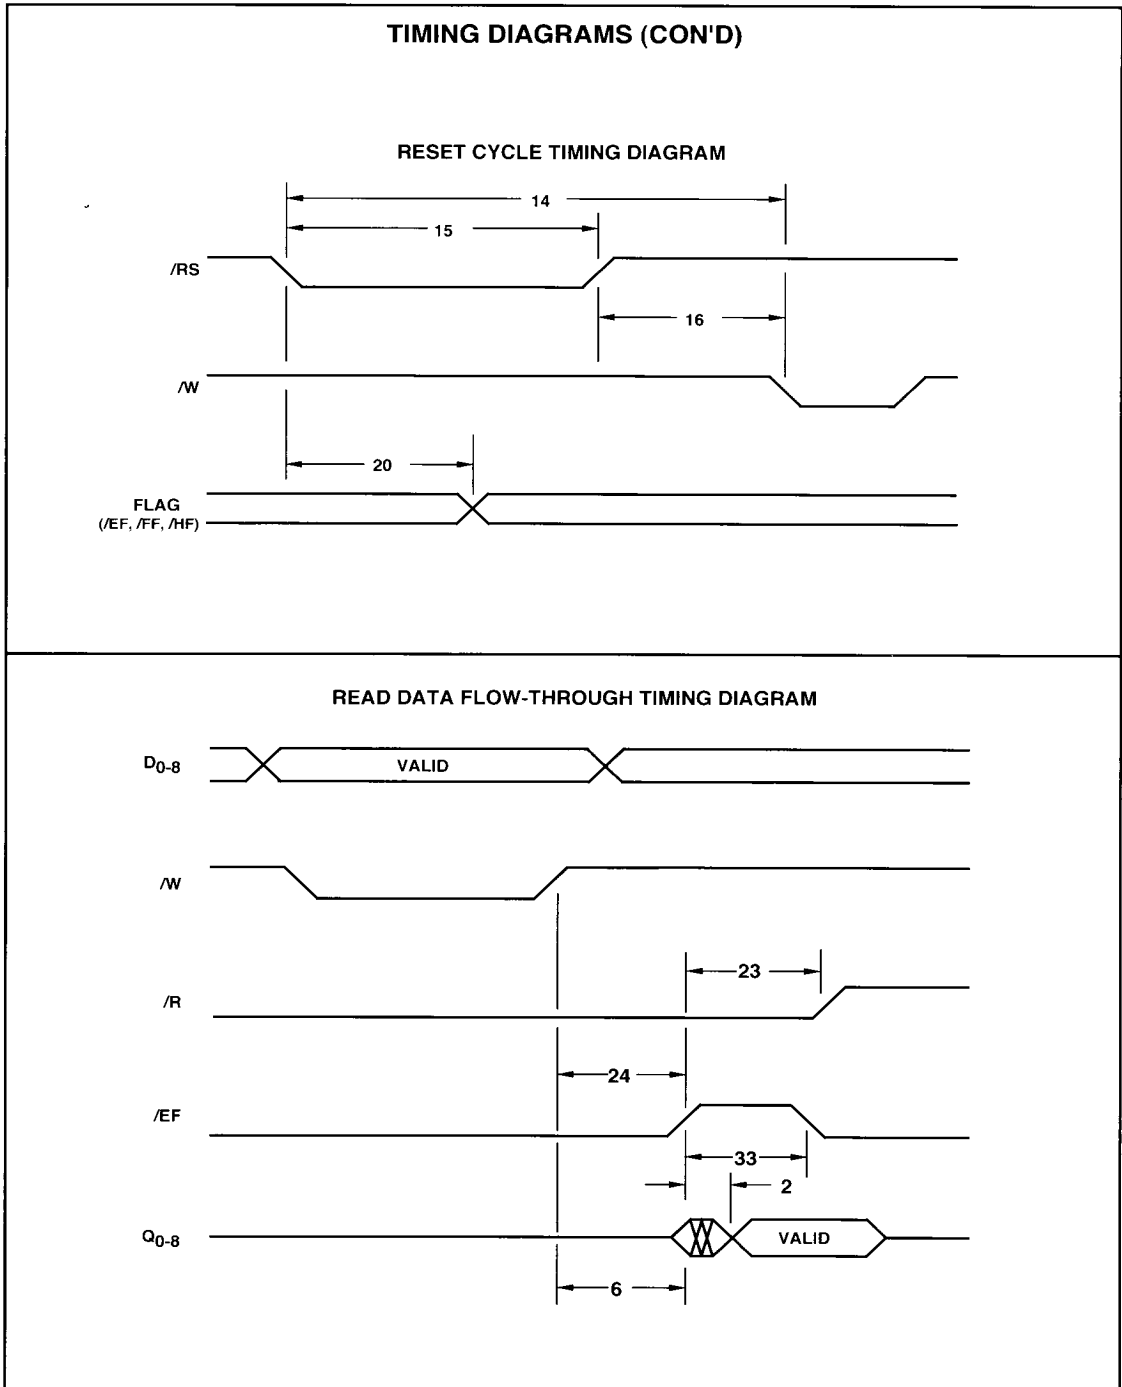 TIMING DIAGRAMS (CON'D)
RESET CYCLE TIMING DIAGRAM
14
15
/RS
16
/W
20
FLAG
(/EF, /FF, /HF)
READ DATA FLOW-THROUGH TIMING DIAGRAM
D0-8
VALID
/W
23
/R
24
/EF
33
2
Q0-8
VALID
6